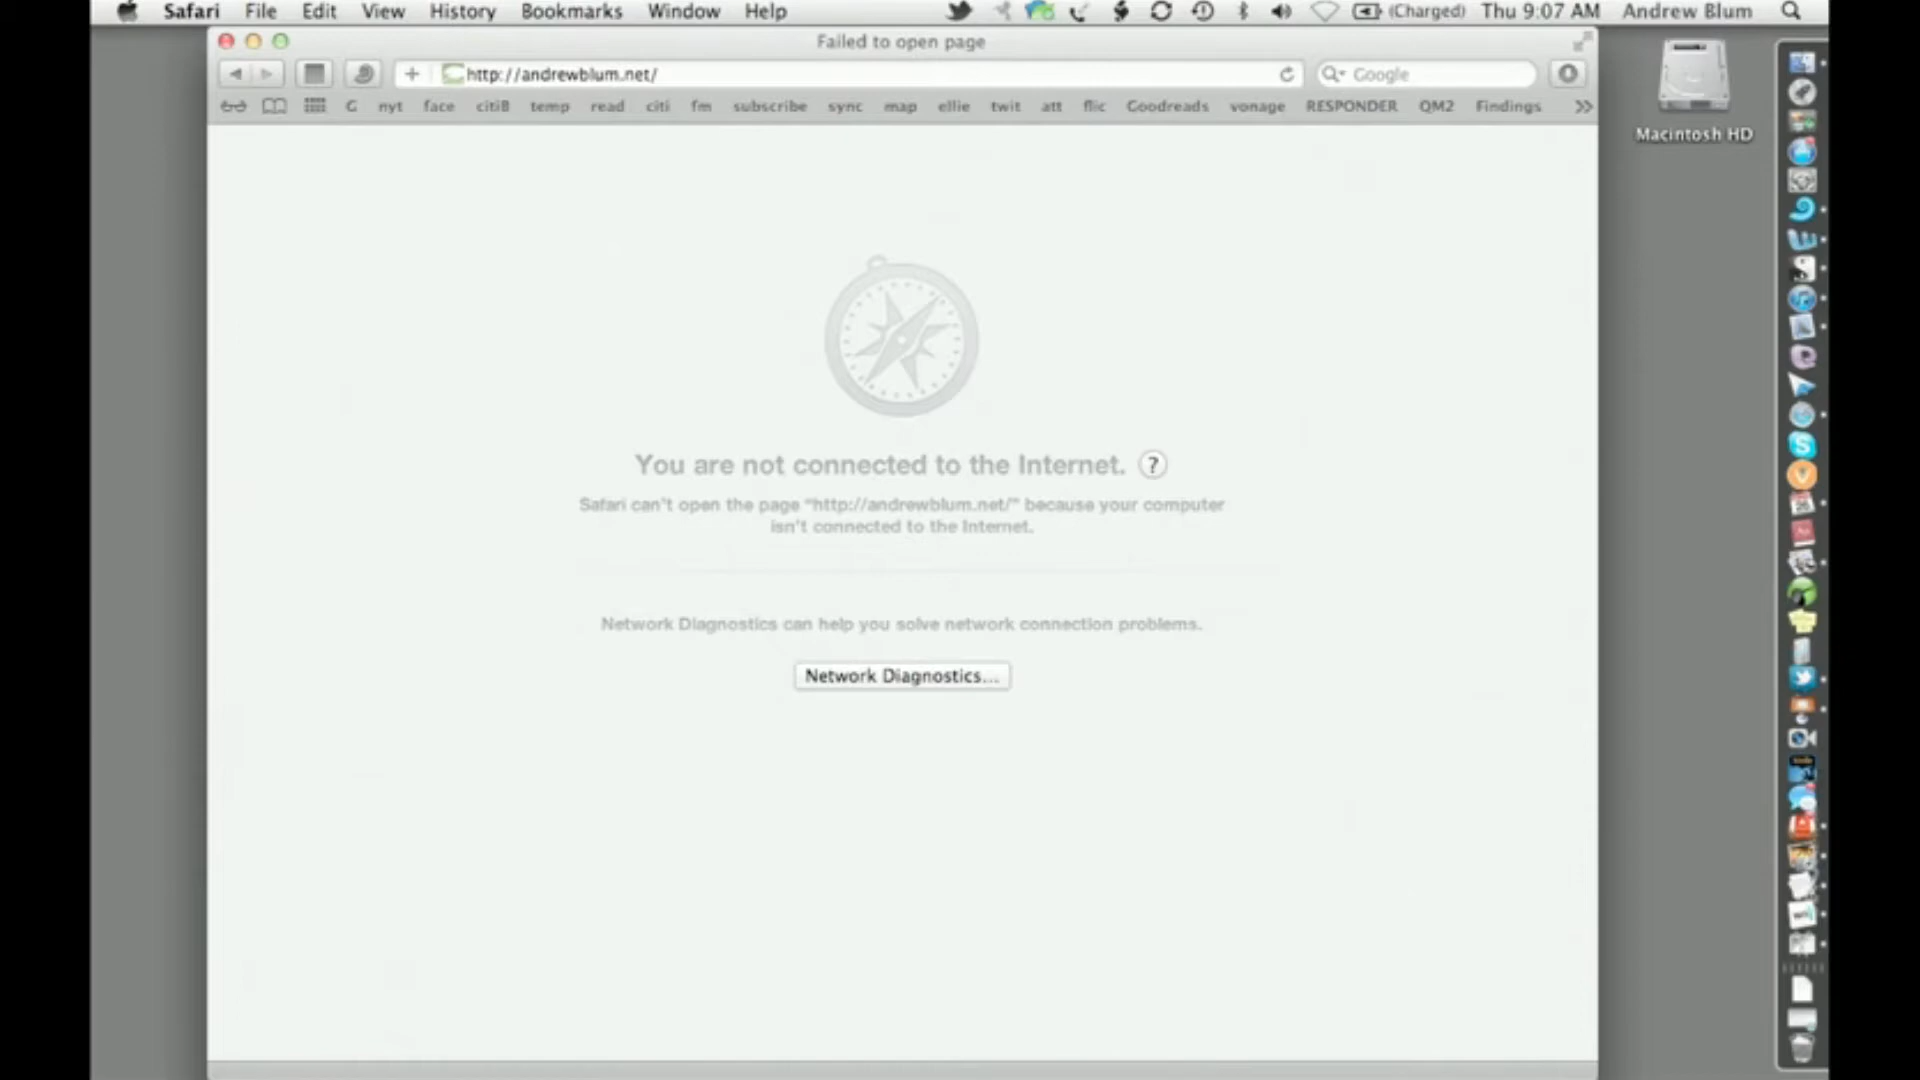 Safari File Edit View History Bookmarks Window Help (Charged) Thu 9:07 AM Andrew Blum
Failed to open page
http://andrewblum.net/ Google
G nyt face citiB temp read citi fm subscribe sync map ellie twit att flic Goodreads vonage RESPONDER QM2 Findings
Macintosh HD
You are not connected to the Internet. ?
Safari can't open the page "http://andrewblum.net/" because your computer
isn't connected to the Internet.
Network Diagnostics can help you solve network connection problems.
Network Diagnostics...